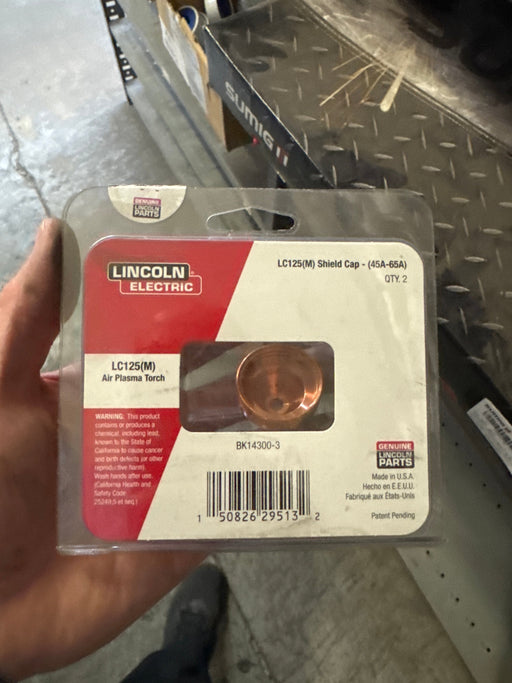 SUMIG
GENUINE
LINCOLN
PARTS
LINCOLN®
ELECTRIC
LC125(M) Shield Cap - (45A-65A)
QTY. 2
LC125(M)
Air Plasma Torch
WARNING: This product
contains or produces a
chemical, including lead,
known to the State of
California to cause cancer
and birth defects (or other
reproductive harm).
Wash hands after use.
(California Health and
Safety Code
25249.5 et seq.)
BK14300-3
1 50826 29513 2
GENUINE
LINCOLN
PARTS
Made in U.S.A.
Hecho en E.E.U.U.
Fabriqué aux États-Unis
Patent Pending